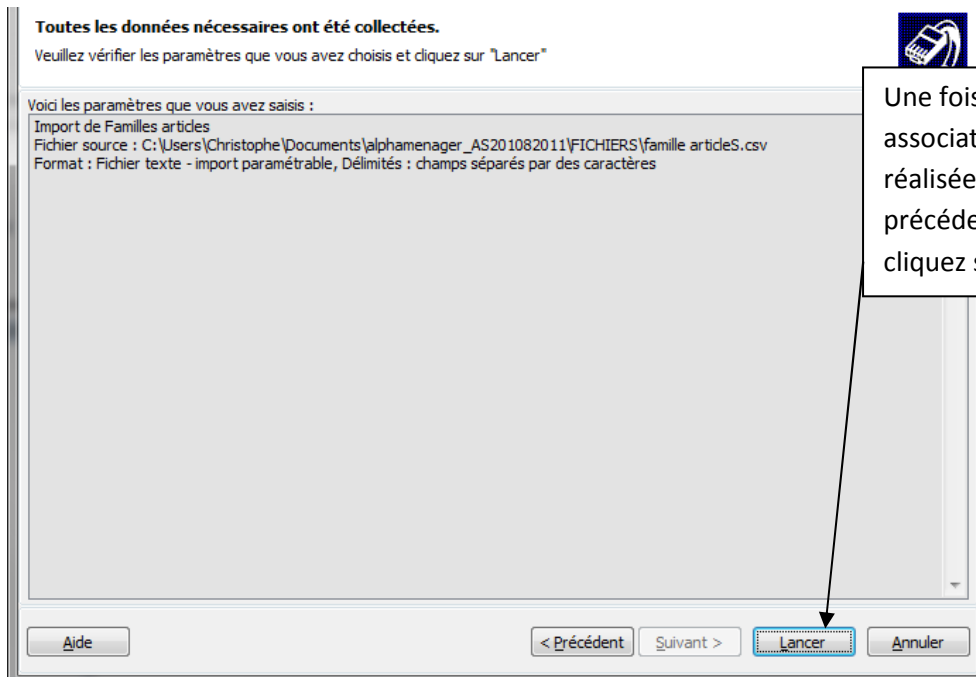 Toutes les données nécessaires ont été collectées.
Veuillez vérifier les paramètres que vous avez choisis et cliquez sur "Lancer"
Voici les paramètres que vous avez saisis :
Import de Familles articles
Fichier source : C:\Users\Christophe\Documents\alphamenager_AS201082011\FICHIERS\famille articleS.csv
Format : Fichier texte - import paramétrable, Délimités : champs séparés par des caractères
Une fois
réalisée
cliquez
Aide
< Précédent
Suivant >
Lancer
Annuler